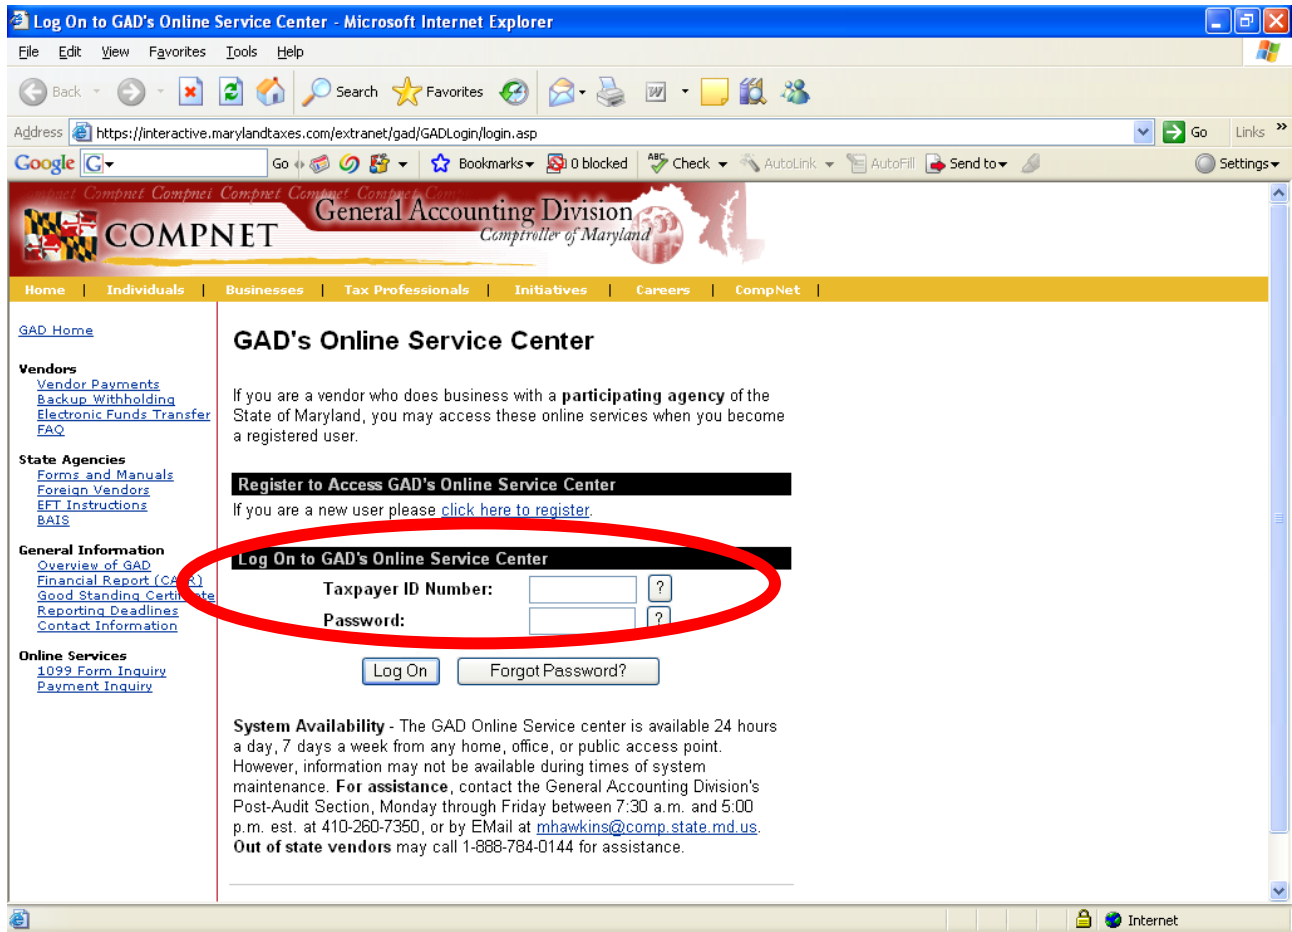 Log On to GAD's Online Service Center - Microsoft Internet Explorer
File Edit View Favorites Tools Help
Back Search Favorites
Address https://interactive.marylandtaxes.com/extranet/gad/GADLogin/login.asp Go Links »
Google G Go Bookmarks 0 blocked ABC Check AutoLink AutoFill Send to Settings
Compnet Compnet Compnet Compnet Compnet
General Accounting Division
COMPNET Comptroller of Maryland
Home | Individuals | Businesses | Tax Professionals | Initiatives | Careers | CompNet |
GAD Home
Vendors
Vendor Payments
Backup Withholding
Electronic Funds Transfer
FAQ
State Agencies
Forms and Manuals
Foreign Vendors
EFT Instructions
BAIS
General Information
Overview of GAD
Financial Report
Good Standing
Reporting Deadlines
Contact Information
Online Services
1099 Form Inquiry
Payment Inquiry
GAD's Online Service Center
If you are a vendor who does business with a participating agency of the
State of Maryland, you may access these online services when you become
a registered user.
Register to Access GAD's Online Service Center
If you are a new user please click here to register.
Log On to GAD's Online Service Center
Taxpayer ID Number: ?
Password: ?
Log On Forgot Password?
System Availability - The GAD Online Service center is available 24 hours
a day, 7 days a week from any home, office, or public access point.
However, information may not be available during times of system
maintenance. For assistance, contact the General Accounting Division's
Post-Audit Section, Monday through Friday between 7:30 a.m. and 5:00
p.m. est. at 410-260-7350, or by EMail at mhawkins@comp.state.md.us.
Out of state vendors may call 1-888-784-0144 for assistance.
Internet